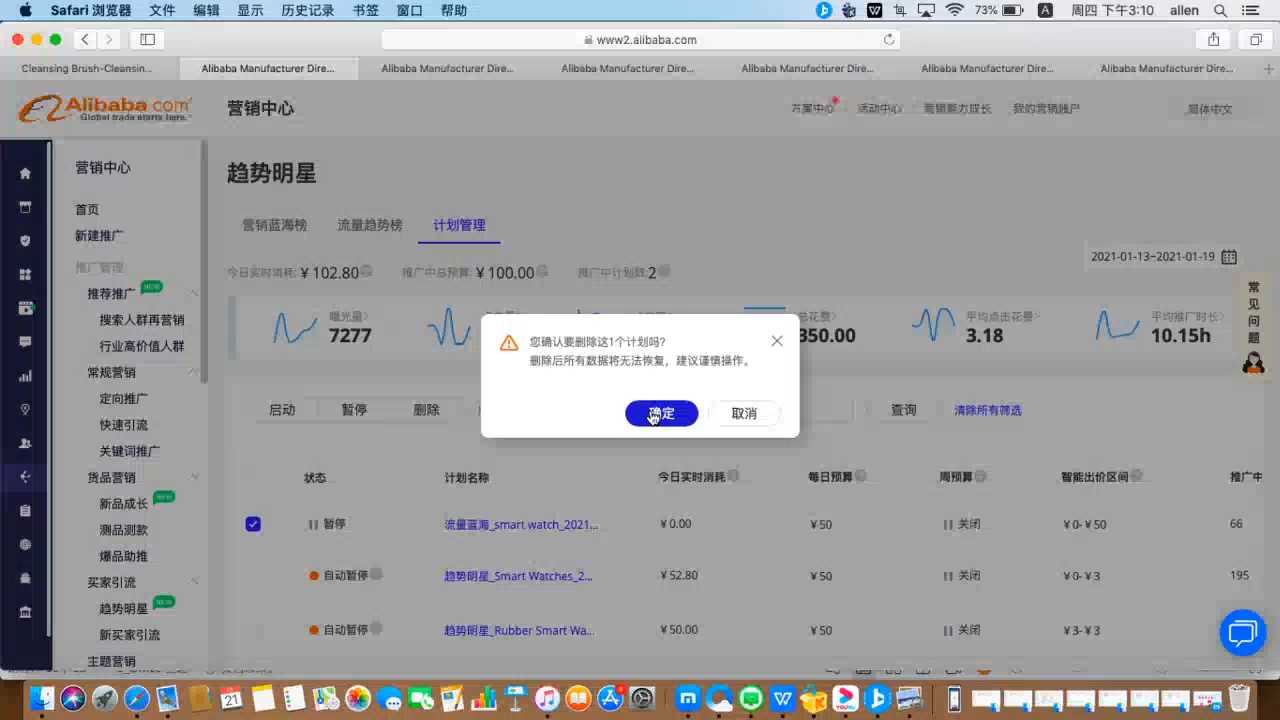 Safari 浏览器 文件 编辑 显示 历史记录 书签 窗口 帮助 73% 周四 下午3:10 allen
www2.alibaba.com
Cleansing Brush-Cleansin... Alibaba Manufacturer Dire... Alibaba Manufacturer Dire... Alibaba Manufacturer Dire... Alibaba Manufacturer Dire... Alibaba Manufacturer Dire... Alibaba Manufacturer Dire...
Alibaba.com 营销中心 方案中心 活动中心 营销能力成长 我的营销账户 简体中文
Global trade starts here.
营销中心
首页
新建推广
推广管理
推荐推广 NEW
搜索人群再营销
行业高价值人群
常规营销
定向推广
快速引流
关键词推广
货品营销
新品成长 NEW
测品测款
爆品助推
买家引流
趋势明星 NEW
新买家引流
主题营销
趋势明星
营销蓝海榜 流量趋势榜 计划管理
今日实时消耗: ¥102.80 推广中总预算: ¥100.00 推广中计划数: 2 2021-01-13~2021-01-19
曝光量
7277
总花费
350.00
平均点击花费
3.18
平均推广时长
10.15h
常见问题
您确认要删除这1个计划吗?
删除后所有数据将无法恢复，建议谨慎操作。
确定 取消
启动 暂停 删除 查询 清除所有筛选
状态 计划名称 今日实时消耗 每日预算 周预算 智能出价区间 推广中
暂停 流量蓝海_smart watch_2021... ¥0.00 ¥50 关闭 ¥0-¥50 66
自动暂停 趋势明星_Smart Watches_2... ¥52.80 ¥50 关闭 ¥0-¥3 195
自动暂停 趋势明星_Rubber Smart Wa... ¥50.00 ¥50 关闭 ¥3-¥3
21